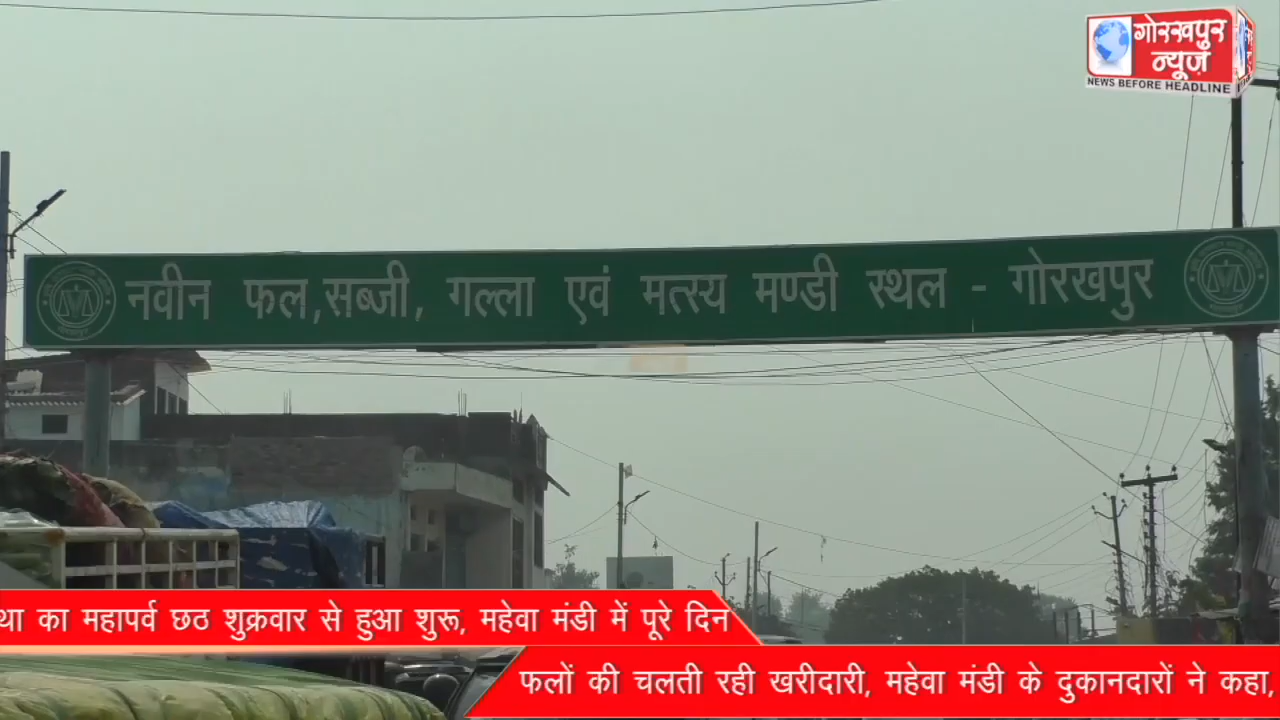 गोरखपुर
न्यूज़
NEWS BEFORE HEADLINE
नवीन फल,सब्जी, गल्ला एवं मत्स्य मण्डी स्थल - गोरखपुर
था का महापर्व छठ शुक्रवार से हुआ शुरू, महेवा मंडी में पूरे दिन
फलों की चलती रही खरीदारी, महेवा मंडी के दुकानदारों ने कहा,